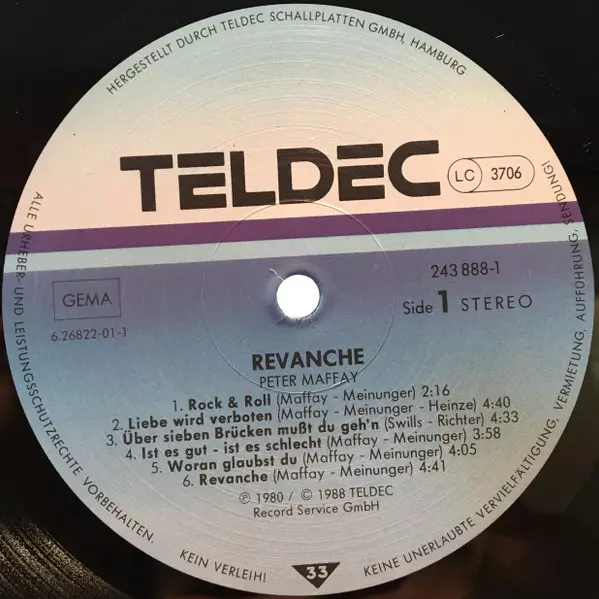 HERGESTELLT DURCH TELDEC SCHALLPLATTEN GMBH, HAMBURG
TELDEC
LC 3706
GEMA
6.26822-01-1
243 888-1
Side 1 STEREO
REVANCHE
PETER MAFFAY
1. Rock & Roll (Maffay - Meinunger) 2:16
2. Liebe wird verboten (Maffay - Meinunger - Heinze) 4:40
3. Über sieben Brücken mußt du geh'n (Swills - Richter) 4:33
4. Ist es gut - ist es schlecht (Maffay - Meinunger) 3:58
5. Woran glaubst du (Maffay - Meinunger) 4:05
6. Revanche (Maffay - Meinunger) 4:41
℗ 1980 / © 1988 TELDEC
Record Service GmbH
33
ALLE URHEBER- UND LEISTUNGSSCHUTZRECHTE VORBEHALTEN.
KEIN VERLEIH! KEINE UNERLAUBTE VERVIELFÄLTIGUNG, VERMIETUNG, AUFFÜHRUNG, SENDUNG!